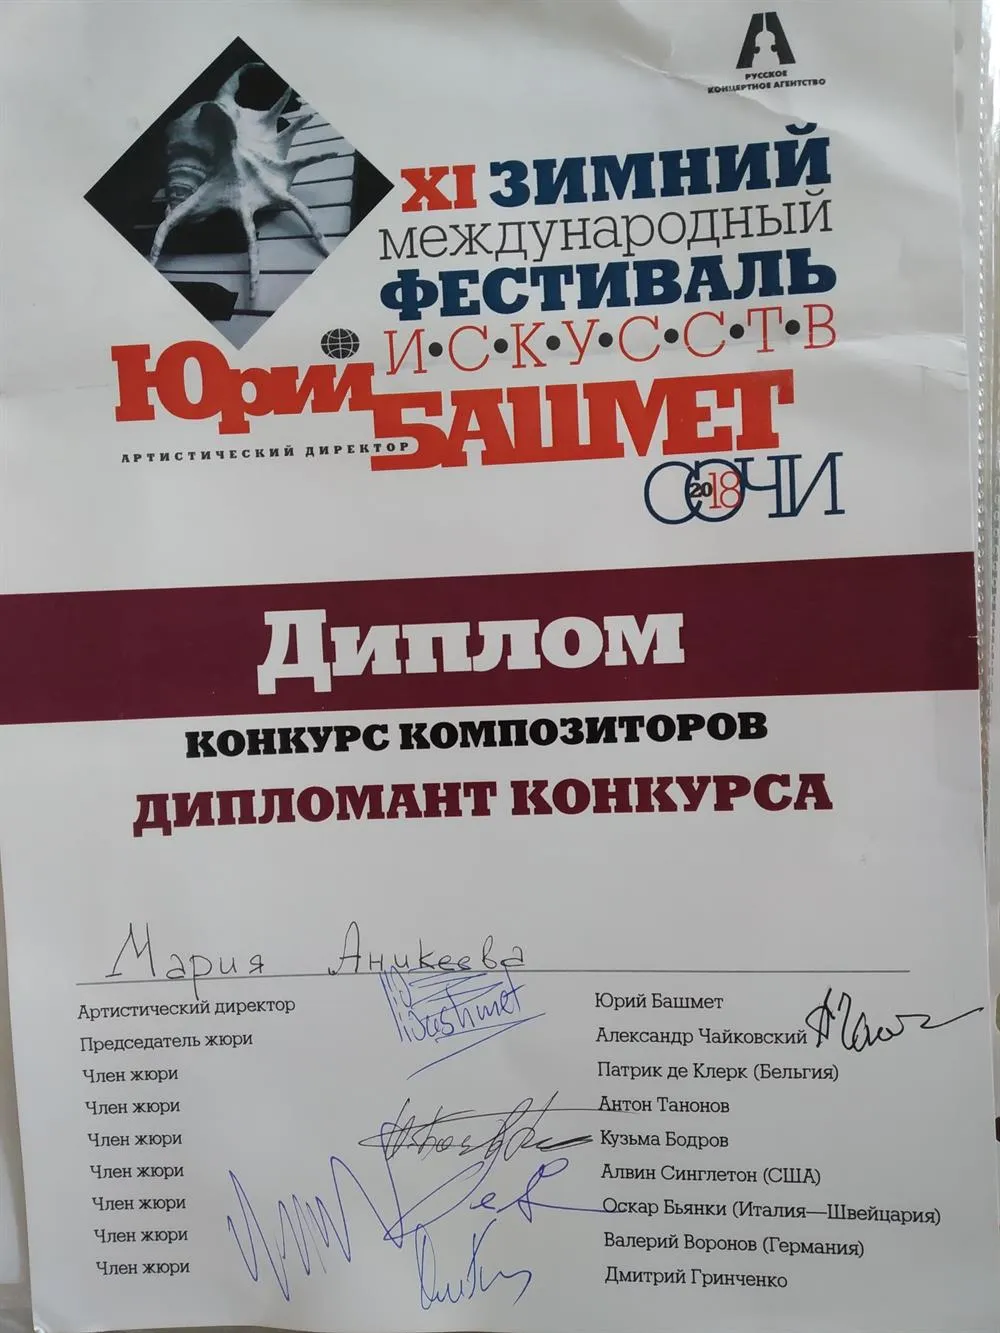 РУССКОЕ
КОНЦЕРТНОЕ АГЕНТСТВО
XI ЗИМНИЙ
международный
ФЕСТИВАЛЬ
И•С•К•У•С•С•Т•В
Юрий
БАШМЕТ
АРТИСТИЧЕСКИЙ ДИРЕКТОР
СОЧИ
2018
Диплом
КОНКУРС КОМПОЗИТОРОВ
ДИПЛОМАНТ КОНКУРСА
Мария Аникеева
Артистический директор Юрий Башмет
Председатель жюри Александр Чайковский
Член жюри Патрик де Клерк (Бельгия)
Член жюри Антон Танонов
Член жюри Кузьма Бодров
Член жюри Алвин Синглетон (США)
Член жюри Оскар Бьянки (Италия—Швейцария)
Член жюри Валерий Воронов (Германия)
Член жюри Дмитрий Гринченко